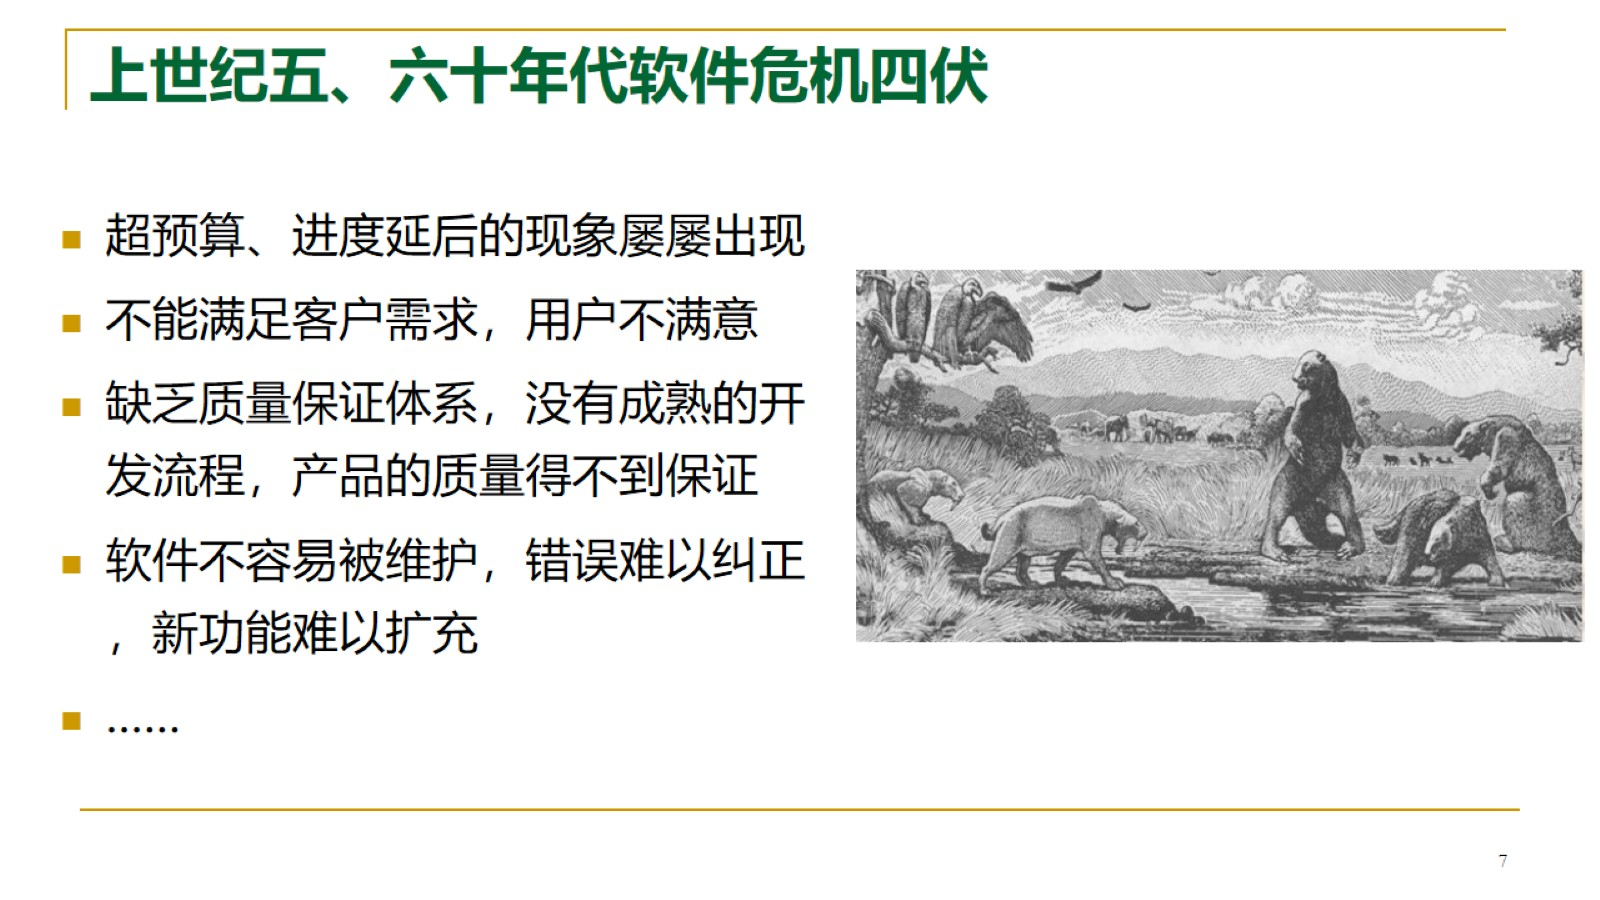 上世纪五、六十年代软件危机四伏
超预算、进度延后的现象屡屡出现
不能满足客户需求，用户不满意
缺乏质量保证体系，没有成熟的开
发流程，产品的质量得不到保证
软件不容易被维护，错误难以纠正
，新功能难以扩充
……
7